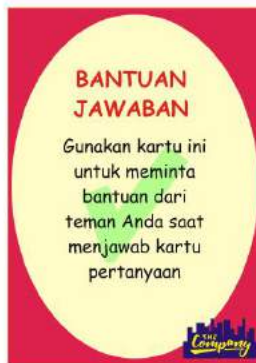 BANTUAN
JAWABAN
Gunakan kartu ini
untuk meminta
bantuan dari
teman Anda saat
menjawab kartu
pertanyaan
THE
Company